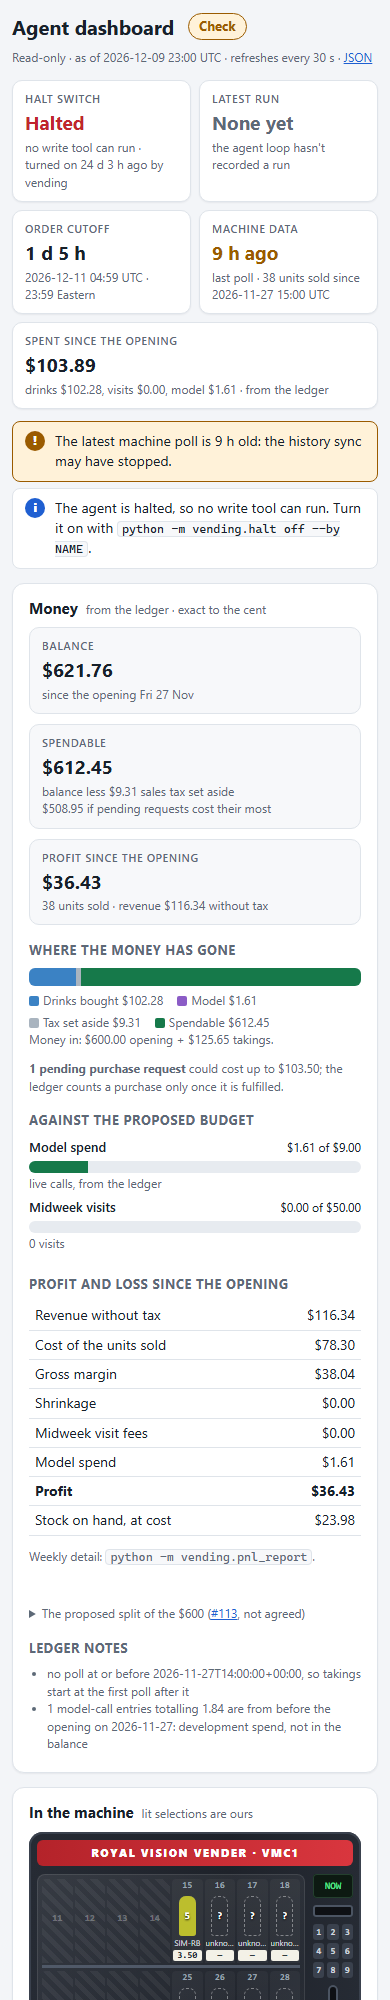 Agent dashboard Check
Read-only · as of 2026-12-09 23:00 UTC · refreshes every 30 s · JSON
HALT SWITCH
Halted
no write tool can run ·
turned on 24 d 3 h ago by
vending
LATEST RUN
None yet
the agent loop hasn't
recorded a run
ORDER CUTOFF
1 d 5 h
2026-12-11 04:59 UTC ·
23:59 Eastern
MACHINE DATA
9 h ago
last poll · 38 units sold since
2026-11-27 15:00 UTC
SPENT SINCE THE OPENING
$103.89
drinks $102.28, visits $0.00, model $1.61 · from the ledger
! The latest machine poll is 9 h old: the history sync
may have stopped.
i The agent is halted, so no write tool can run. Turn
it on with python -m vending.halt off --by
NAME .
Money from the ledger · exact to the cent
BALANCE
$621.76
since the opening Fri 27 Nov
SPENDABLE
$612.45
balance less $9.31 sales tax set aside
$508.95 if pending requests cost their most
PROFIT SINCE THE OPENING
$36.43
38 units sold · revenue $116.34 without tax
WHERE THE MONEY HAS GONE
Drinks bought $102.28 Model $1.61
Tax set aside $9.31 Spendable $612.45
Money in: $600.00 opening + $125.65 takings.
1 pending purchase request could cost up to $103.50; the
ledger counts a purchase only once it is fulfilled.
AGAINST THE PROPOSED BUDGET
Model spend $1.61 of $9.00
live calls, from the ledger
Midweek visits $0.00 of $50.00
0 visits
PROFIT AND LOSS SINCE THE OPENING
Revenue without tax $116.34
Cost of the units sold $78.30
Gross margin $38.04
Shrinkage $0.00
Midweek visit fees $0.00
Model spend $1.61
Profit $36.43
Stock on hand, at cost $23.98
Weekly detail: python -m vending.pnl_report.
▶ The proposed split of the $600 (#113, not agreed)
LEDGER NOTES
• no poll at or before 2026-11-27T14:00:00+00:00, so takings
start at the first poll after it
• 1 model-call entries totalling 1.84 are from before the
opening on 2026-11-27: development spend, not in the
balance
In the machine lit selections are ours
ROYAL VISION VENDER · VMC1
11 12 13 14 15 16 17 18
5 ? ? ?
SIM-RB unkno... unkno... unkno...
3.50 — — —
25 26 27 28
NOW
1 2 3
4 5 6
7 8 9